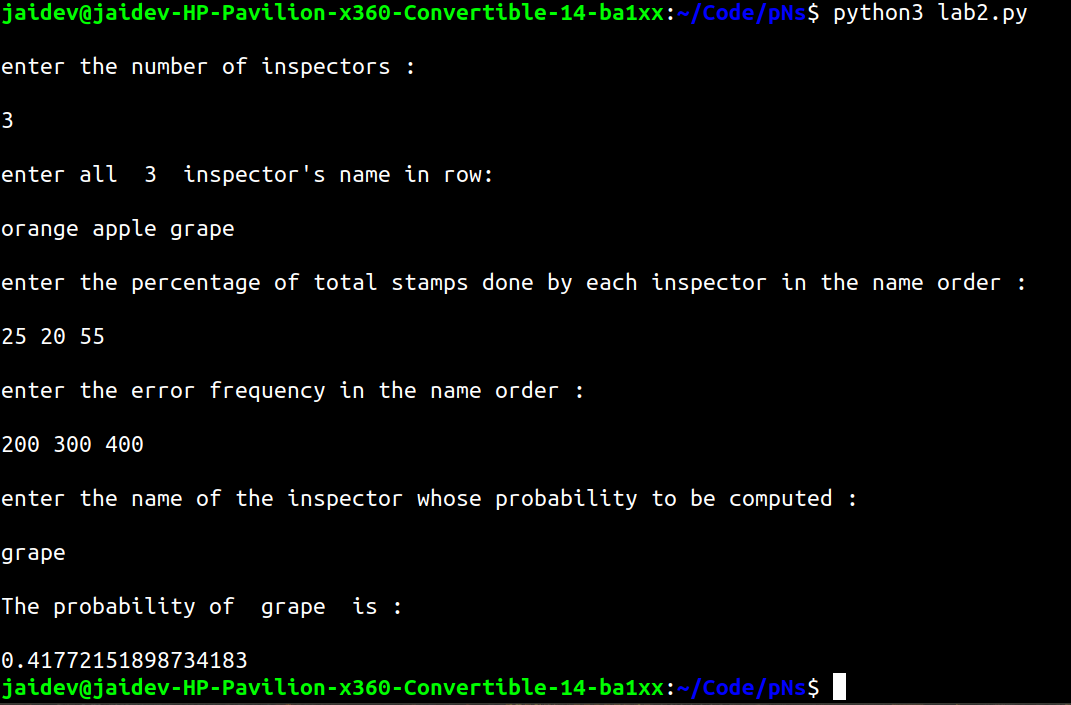 jaidev@jaidev-HP-Pavilion-x360-Convertible-14-ba1xx:~/Code/pNs$ python3 lab2.py
enter the number of inspectors :
3
enter all  3  inspector's name in row:
orange apple grape
enter the percentage of total stamps done by each inspector in the name order :
25 20 55
enter the error frequency in the name order :
200 300 400
enter the name of the inspector whose probability to be computed :
grape
The probability of  grape  is :
0.41772151898734183
jaidev@jaidev-HP-Pavilion-x360-Convertible-14-ba1xx:~/Code/pNs$